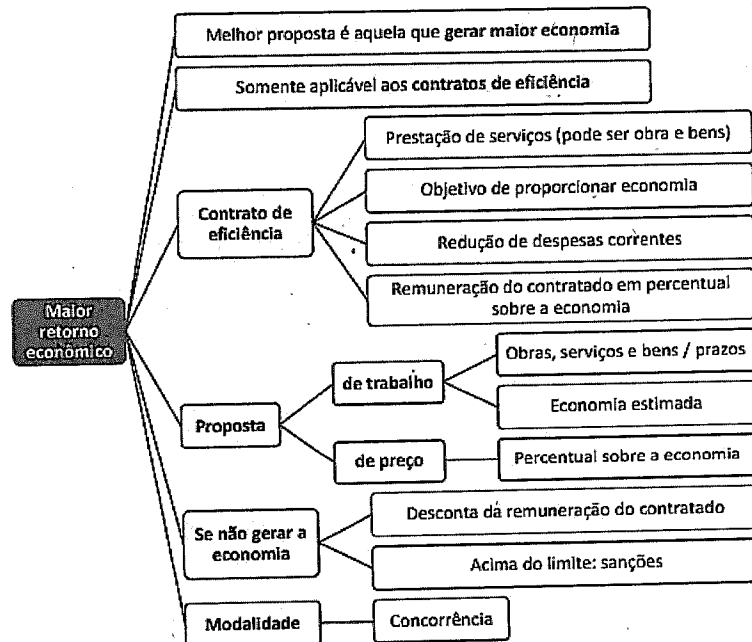 Melhor proposta é aquela que gerar maior economia
Somente aplicável aos contratos de eficiência
Contrato de
eficiência
Prestação de serviços (pode ser obra e bens)
Objetivo de proporcionar economia
Redução de despesas correntes
Remuneração do contratado em percentual
sobre a economia
Maior
retorno
econômico
Proposta
de trabalho
Obras, serviços e bens / prazos
Economia estimada
de preço
Percentual sobre a economia
Se não gerar a
economia
Desconta dá remuneração do contratado
Acima do limite: sanções
Modalidade
Concorrência